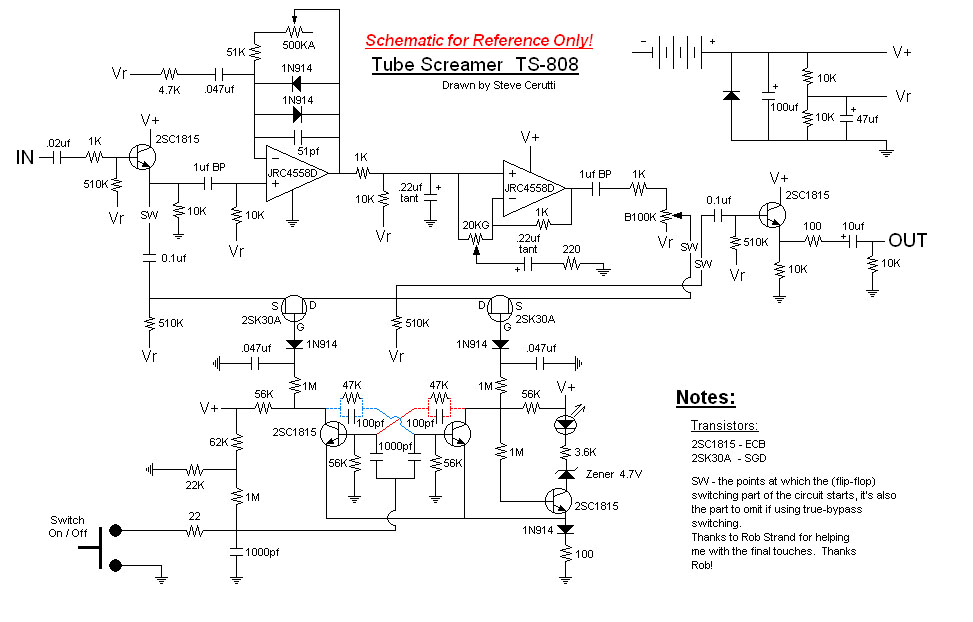 Schematic for Reference Only!
Tube Screamer TS-808
Drawn by Steve Cerutti
500KA
51K
1N914
1N914
51pf
Vr
4.7K
.047uf
V+
2SC1815
IN
.02uf
1K
510K
Vr
SW
10K
1uf BP
10K
Vr
−
+
JRC4558D
1K
10K
Vr
.22uf
tant
+
V+
+
−
JRC4558D
20KG
1K
.22uf
tant
+
220
1uf BP
1K
B100K
Vr
SW
SW
0.1uf
510K
Vr
V+
2SC1815
10K
100
10uf
+
OUT
10K
−
+
V+
10K
Vr
+
100uf
10K
+
47uf
0.1uf
510K
Vr
S
D
2SK30A
G
1N914
.047uf
1M
510K
Vr
D
S
2SK30A
G
1N914
.047uf
1M
V+
56K
47K
47K
100pf
100pf
56K
V+
62K
2SC1815
1000pf
56K
56K
1M
3.6K
Zener 4.7V
22K
1M
2SC1815
Switch
On / Off
22
1000pf
1N914
100
Notes:
Transistors:
2SC1815 - ECB
2SK30A - SGD
SW - the points at which the (flip-flop)
switching part of the circuit starts, it's also
the part to omit if using true-bypass
switching.
Thanks to Rob Strand for helping
me with the final touches. Thanks
Rob!